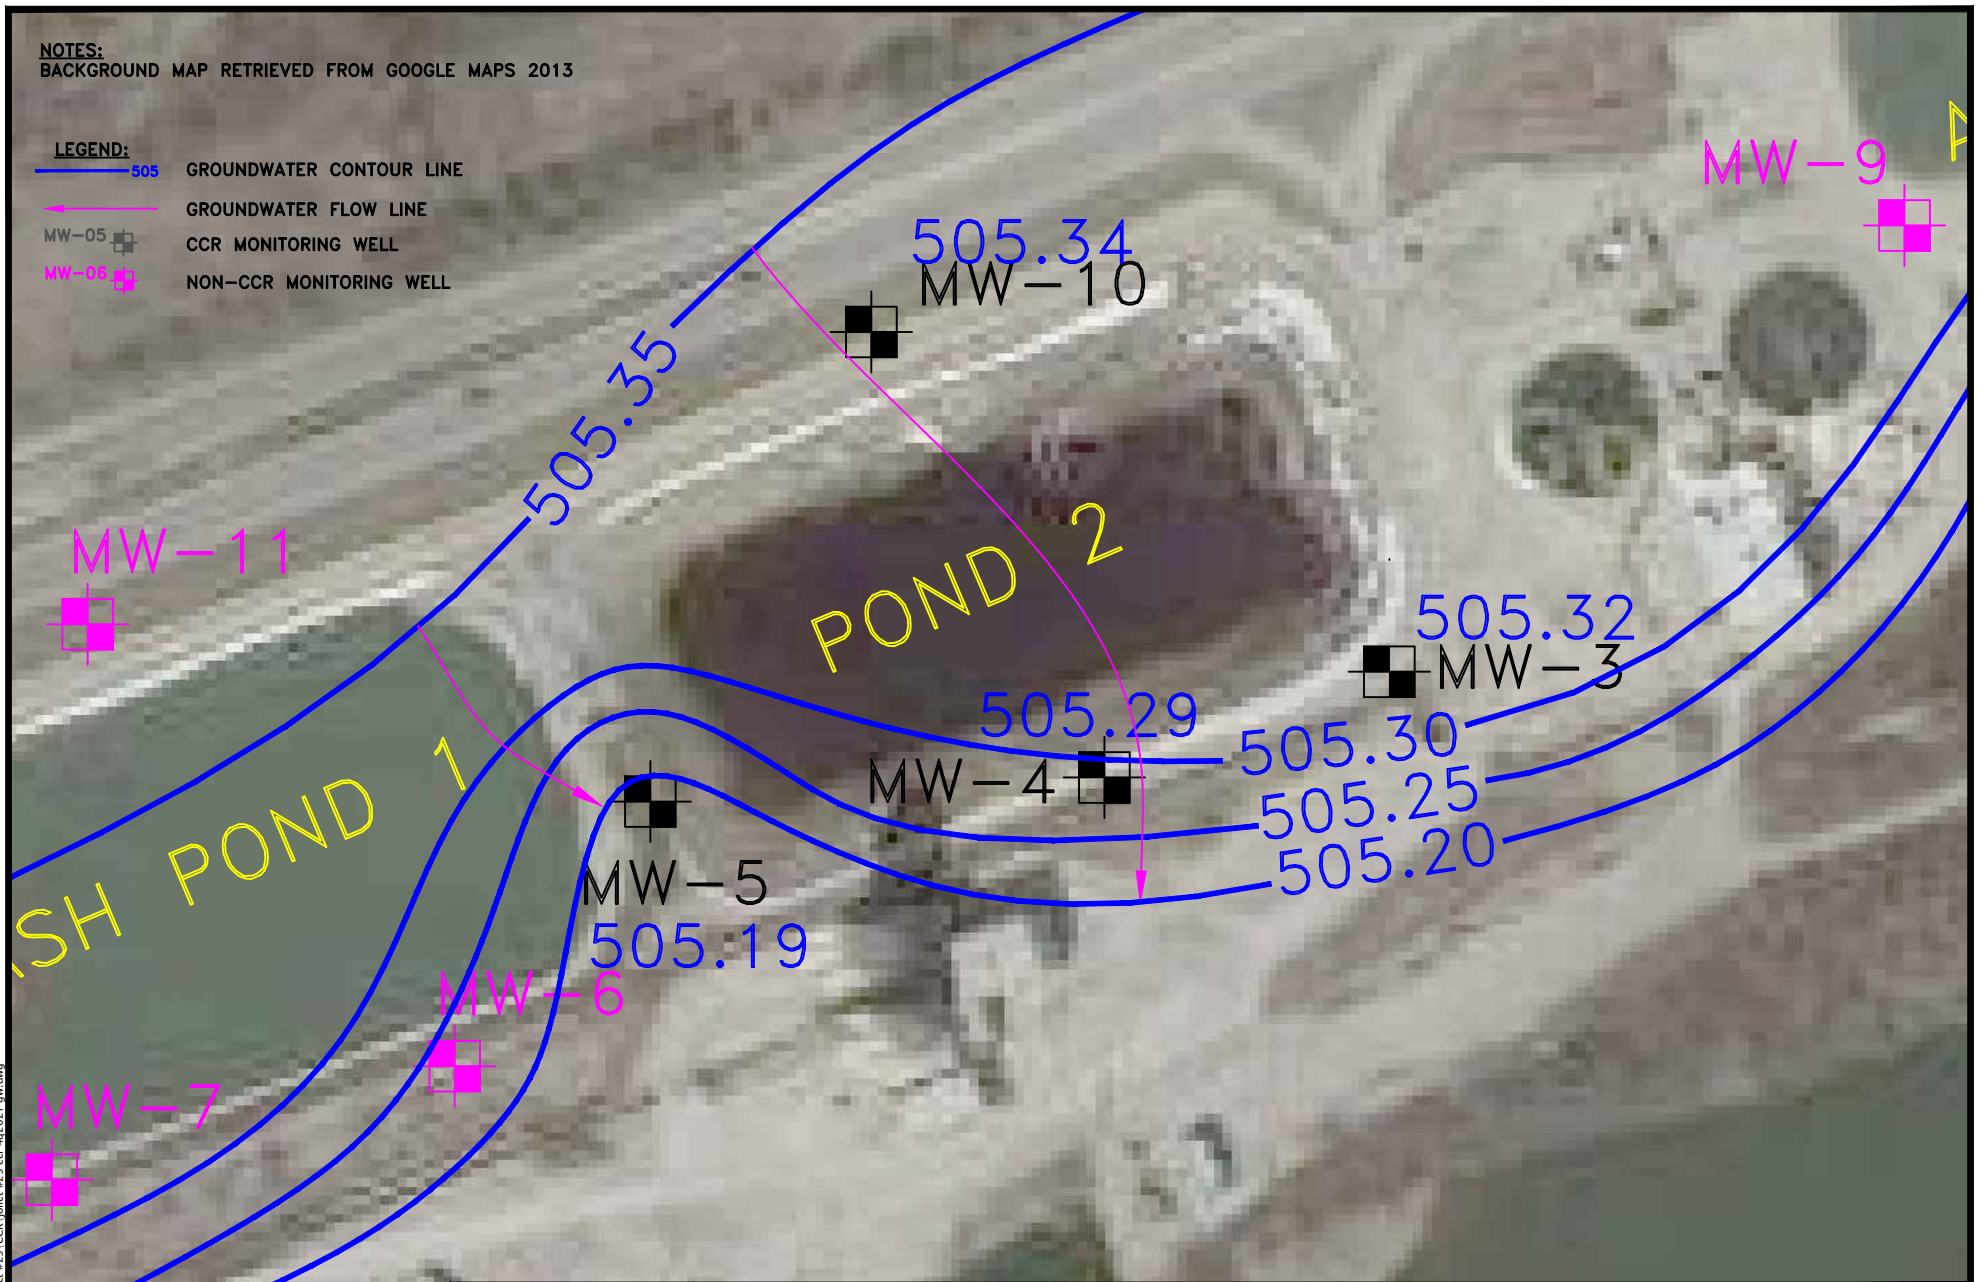 NOTES:
BACKGROUND MAP RETRIEVED FROM GOOGLE MAPS 2013
LEGEND:
505 GROUNDWATER CONTOUR LINE
GROUNDWATER FLOW LINE
MW-05 CCR MONITORING WELL
MW-06 NON-CCR MONITORING WELL
A
MW-9
505.34
MW-10
505.35
MW-11
POND 2
505.32
MW-3
505.29
MW-4
505.30
505.25
505.20
SH POND 1
MW-5
505.19
MW-6
MW-7